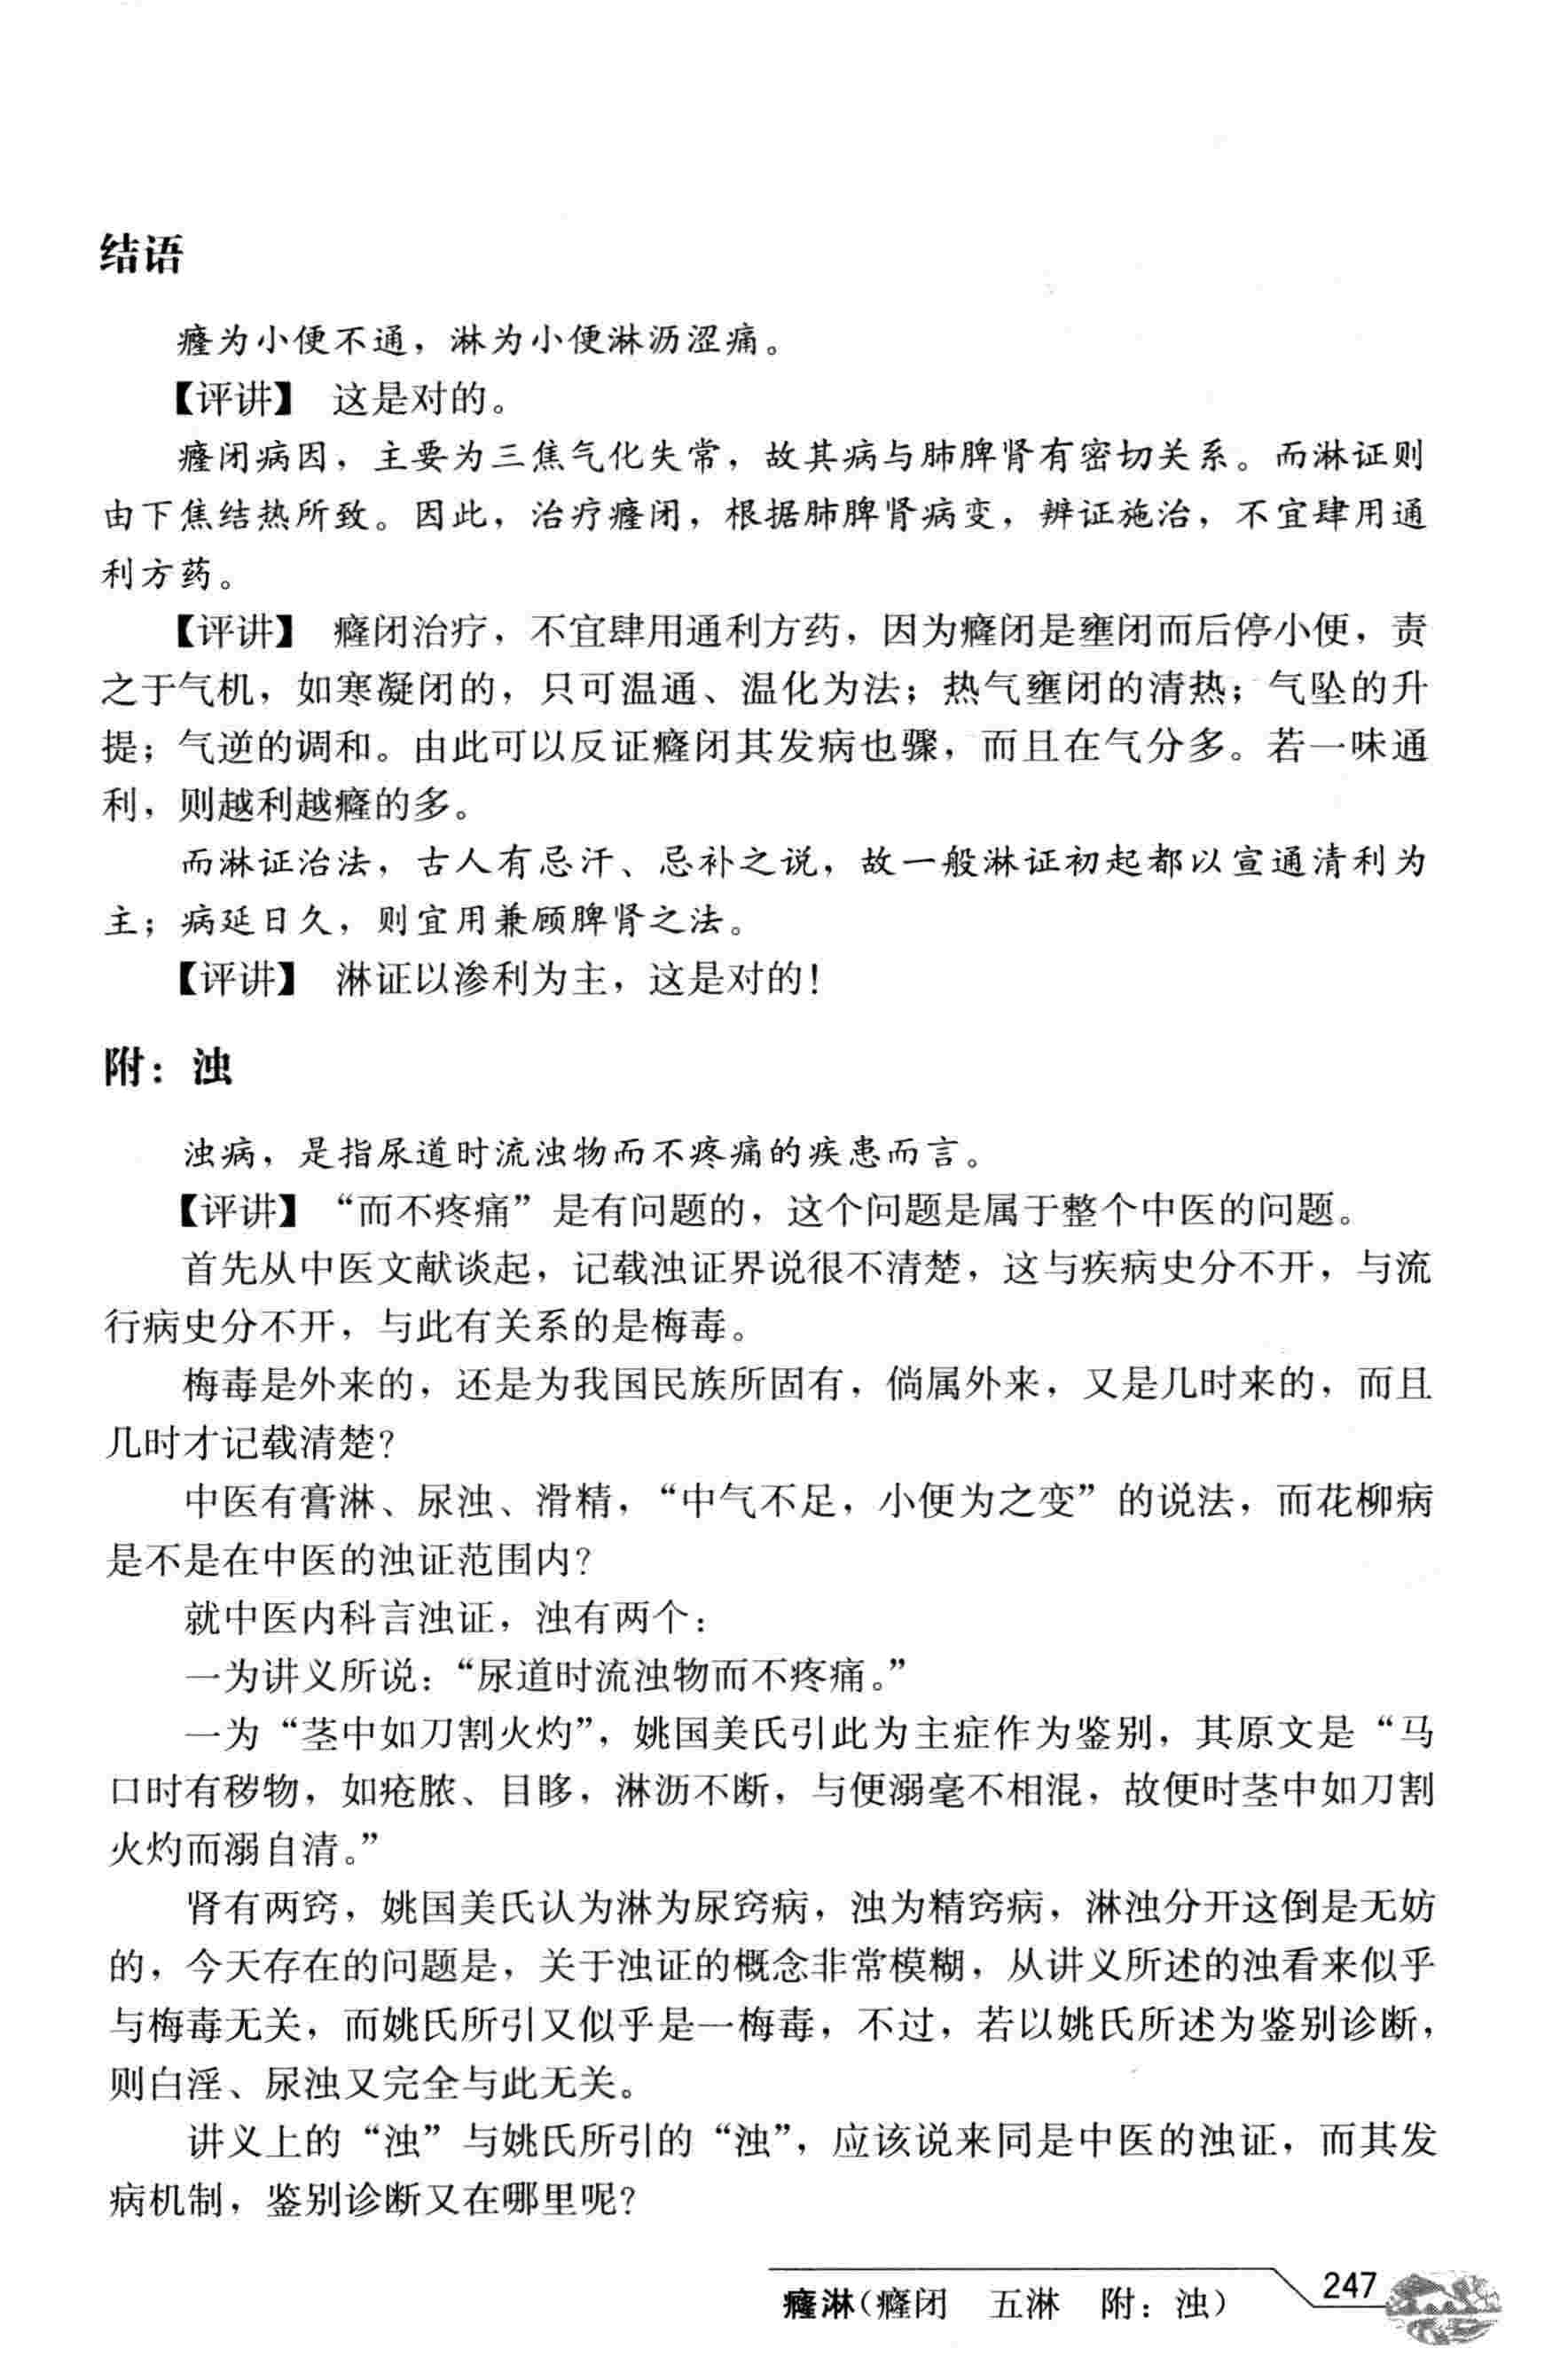 结语
癃为小便不通，淋为小便淋沥涩痛。
【评讲】 这是对的。
癃闭病因，主要为三焦气化失常，故其病与肺脾肾有密切关系。而淋证则
由下焦结热所致。因此，治疗癃闭，根据肺脾肾病变，辨证施治，不宜肆用通
利方药。
【评讲】 癃闭治疗，不宜肆用通利方药，因为癃闭是壅闭而后停小便，责
之于气机，如寒凝闭的，只可温通、温化为法；热气壅闭的清热；气坠的升
提；气逆的调和。由此可以反证癃闭其发病也骤，而且在气分多。若一味通
利，则越利越癃的多。
而淋证治法，古人有忌汗、忌补之说，故一般淋证初起都以宣通清利为
主；病延日久，则宜用兼顾脾肾之法。
【评讲】 淋证以渗利为主，这是对的！
附：浊
浊病，是指尿道时流浊物而不疼痛的疾患而言。
【评讲】 “而不疼痛”是有问题的，这个问题是属于整个中医的问题。
首先从中医文献谈起，记载浊证界说很不清楚，这与疾病史分不开，与流
行病史分不开，与此有关系的是梅毒。
梅毒是外来的，还是为我国民族所固有，倘属外来，又是几时来的，而且
几时才记载清楚？
中医有膏淋、尿浊、滑精，“中气不足，小便为之变”的说法，而花柳病
是不是在中医的浊证范围内？
就中医内科言浊证，浊有两个：
一为讲义所说：“尿道时流浊物而不疼痛。”
一为“茎中如刀割火灼”，姚国美氏引此为主症作为鉴别，其原文是“马
口时有秽物，如疮脓、目眵，淋沥不断，与便溺毫不相混，故便时茎中如刀割
火灼而溺自清。”
肾有两窍，姚国美氏认为淋为尿窍病，浊为精窍病，淋浊分开这倒是无妨
的，今天存在的问题是，关于浊证的概念非常模糊，从讲义所述的浊看来似乎
与梅毒无关，而姚氏所引又似乎是一梅毒，不过，若以姚氏所述为鉴别诊断，
则白淫、尿浊又完全与此无关。
讲义上的“浊”与姚氏所引的“浊”，应该说来同是中医的浊证，而其发
病机制，鉴别诊断又在哪里呢？
癃淋（癃闭 五淋 附：浊） 247